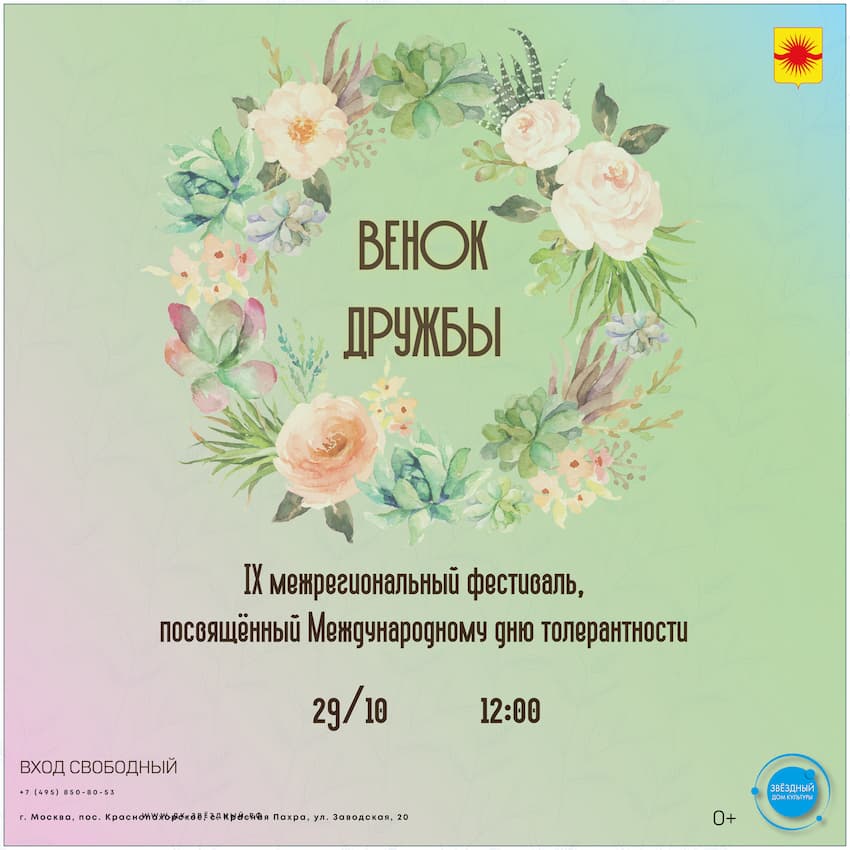 ВЕНОК
ДРУЖБЫ
IX межрегиональный фестиваль,
посвящённый Международному дню толерантности
29/10 12:00
ВХОД СВОБОДНЫЙ
+7 (495) 850-80-53
г. Москва, пос. Краснопахорское, с. Красная Пахра, ул. Заводская, 20
0+
ЗВЁЗДНЫЙ
ДОМ КУЛЬТУРЫ